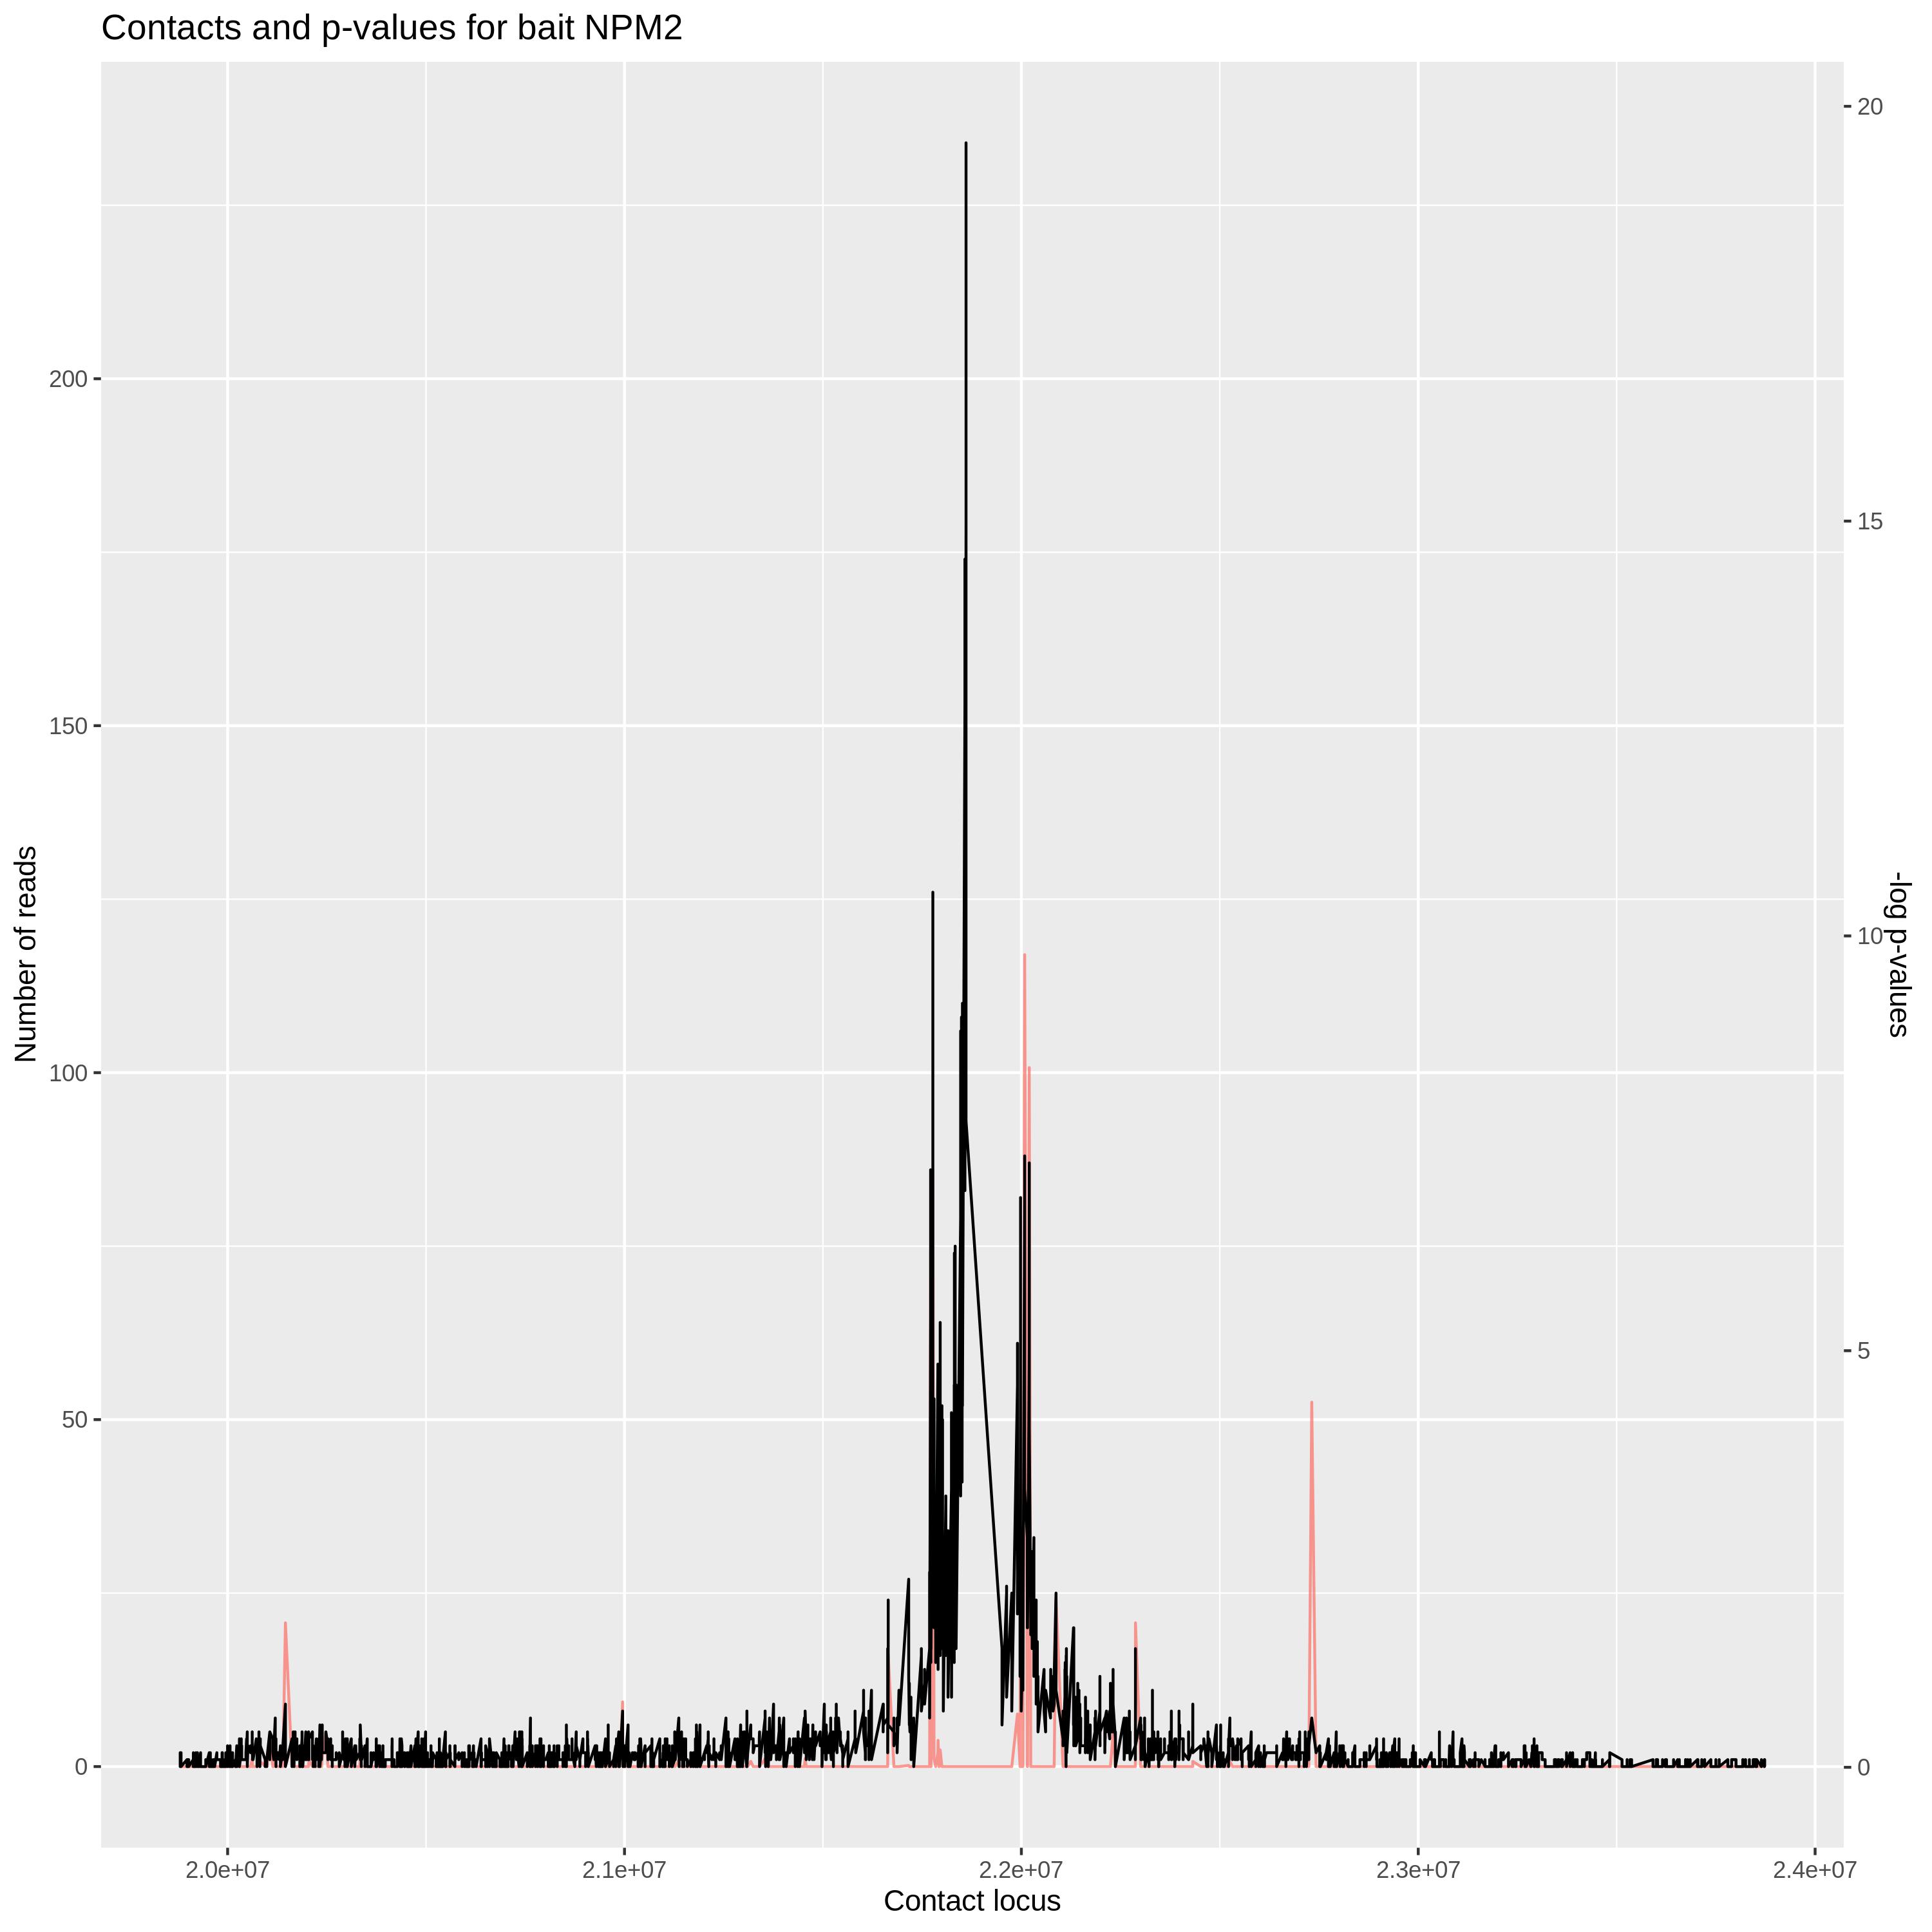 Contacts and p-values for bait NPM2
Number of reads
200
150
100
50
0
20
15
10
5
0
-log p-values
2.0e+07 2.1e+07 2.2e+07 2.3e+07 2.4e+07
Contact locus